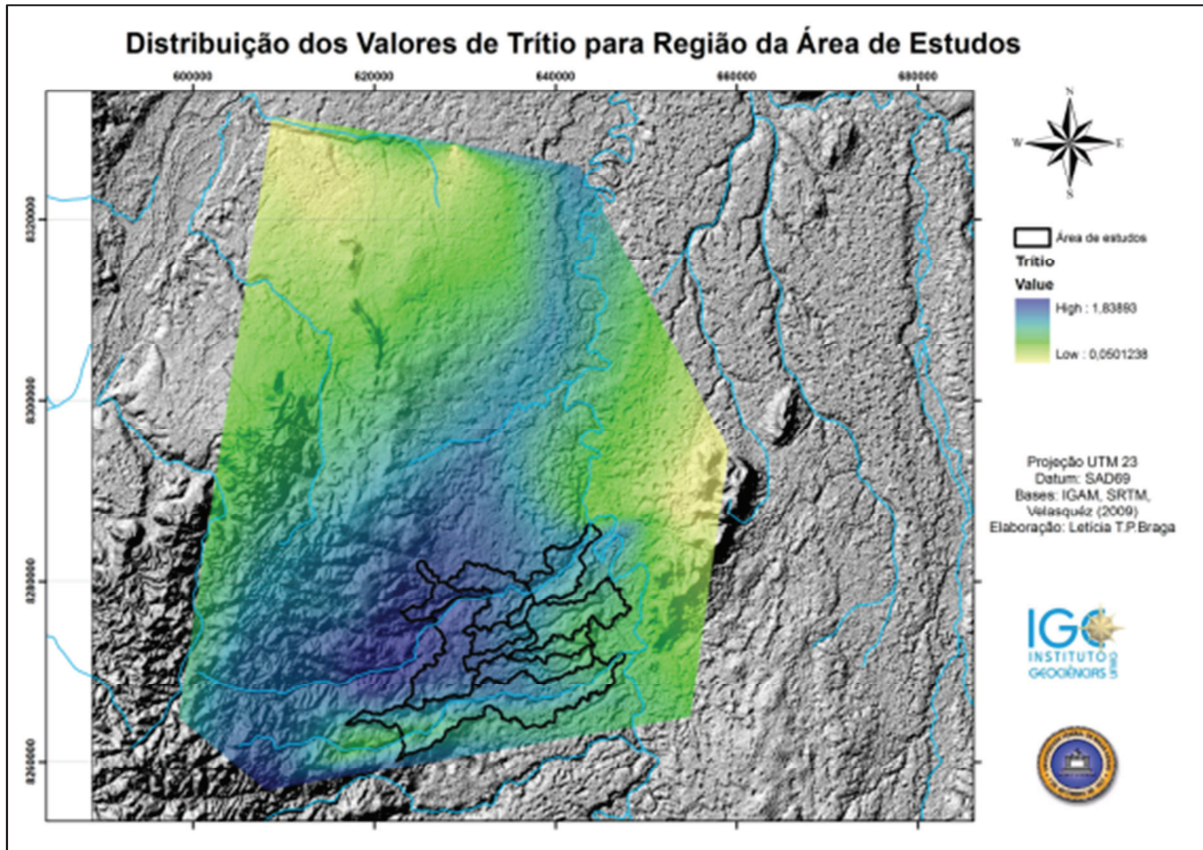 Distribuição dos Valores de Trítio para Região da Área de Estudos
600000 620000 640000 660000 680000
N
W E
S
8320000
8300000
8280000
8260000
Área de estudos
Trítio
Value
High : 1,83893
Low : 0,0501238
Projeção UTM 23
Datum: SAD69
Bases: IGAM, SRTM,
Velasquéz (2009)
Elaboração: Letícia T.P.Braga
IGC
INSTITUTO
GEOCIÊNCIAS